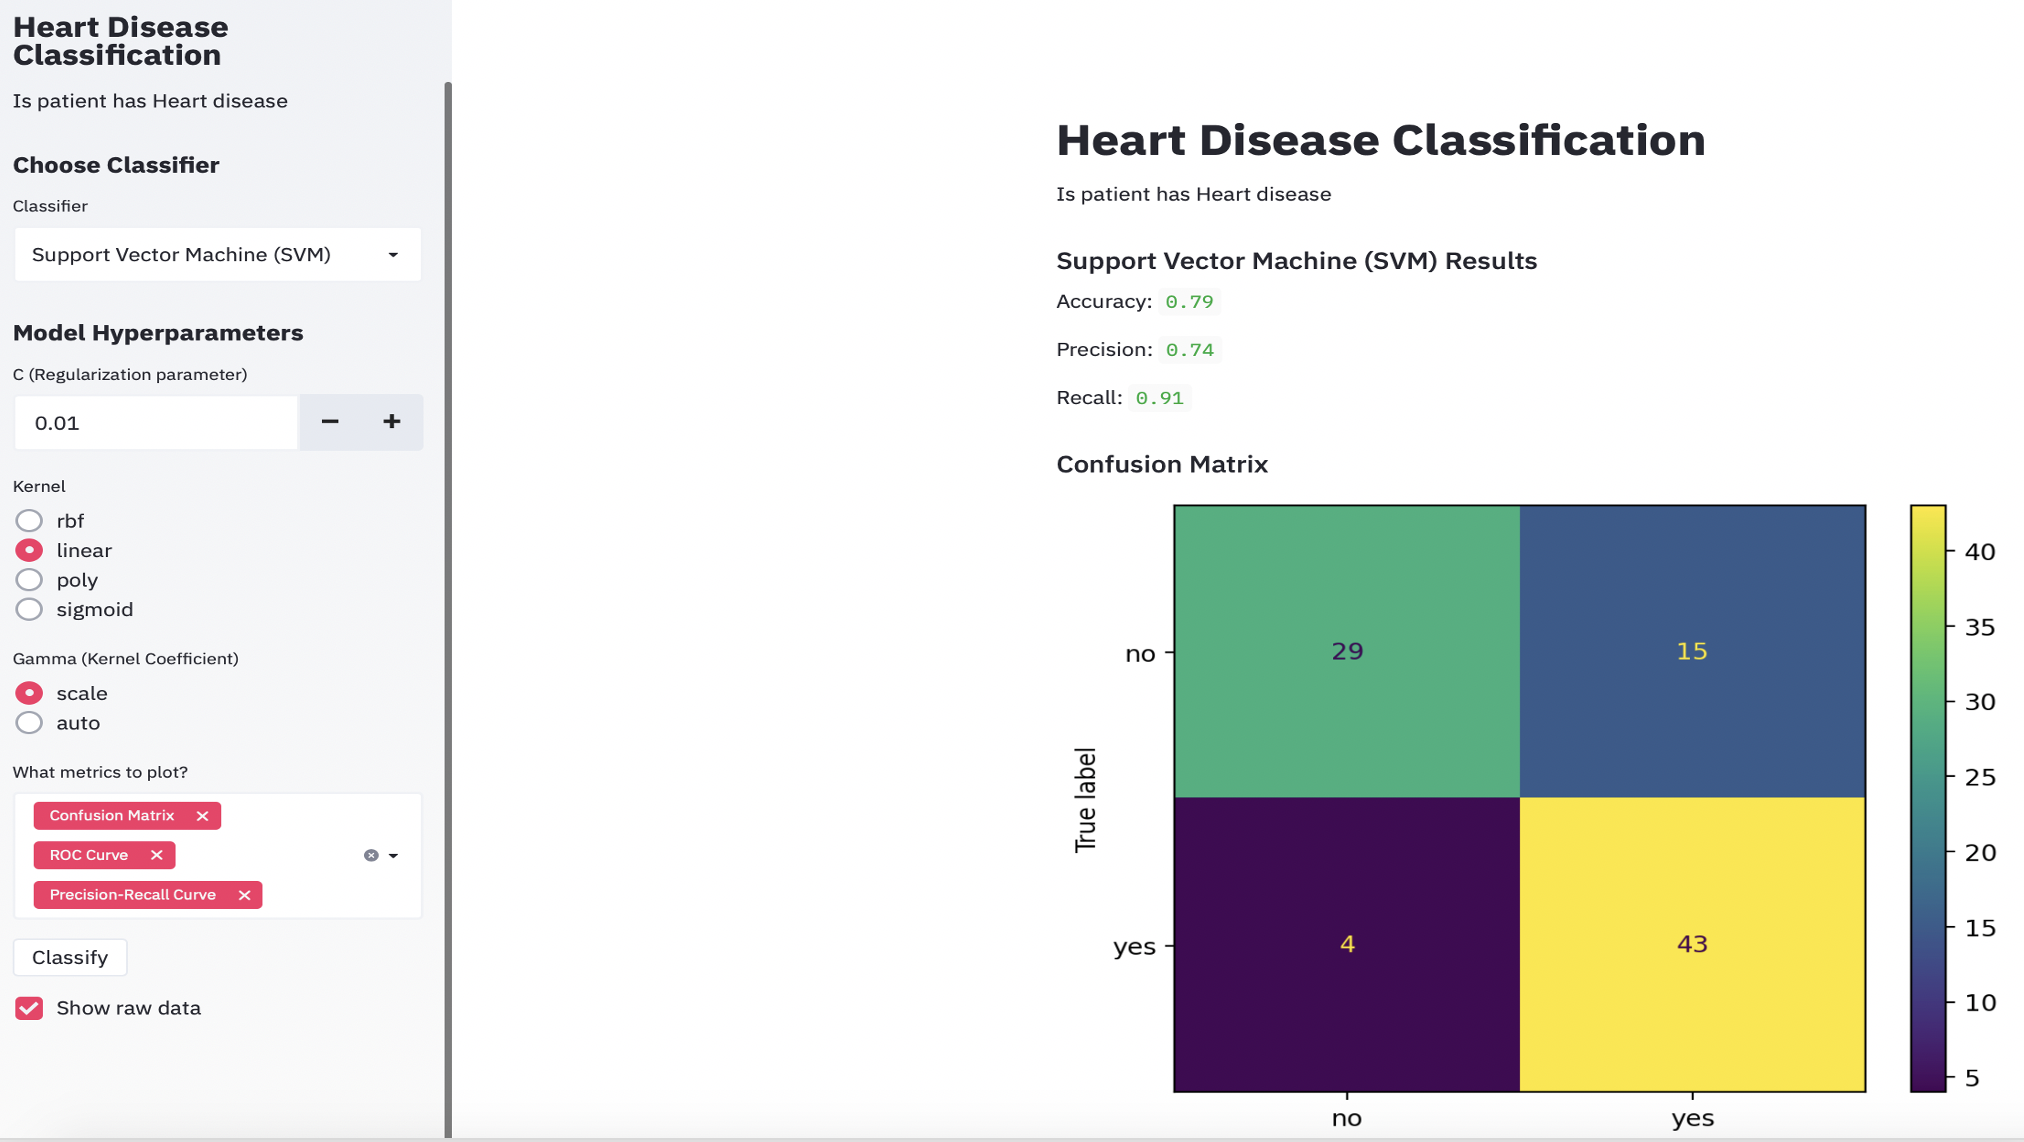 Heart Disease
Classification
Is patient has Heart disease
Choose Classifier
Classifier
Support Vector Machine (SVM)
Model Hyperparameters
C (Regularization parameter)
0.01
Kernel
rbf
linear
poly
sigmoid
Gamma (Kernel Coefficient)
scale
auto
What metrics to plot?
Confusion Matrix
ROC Curve
Precision-Recall Curve
Classify
Show raw data
Heart Disease Classification
Is patient has Heart disease
Support Vector Machine (SVM) Results
Accuracy: 0.79
Precision: 0.74
Recall: 0.91
Confusion Matrix
True label
no
29
15
yes
4
43
no
yes
40
35
30
25
20
15
10
5